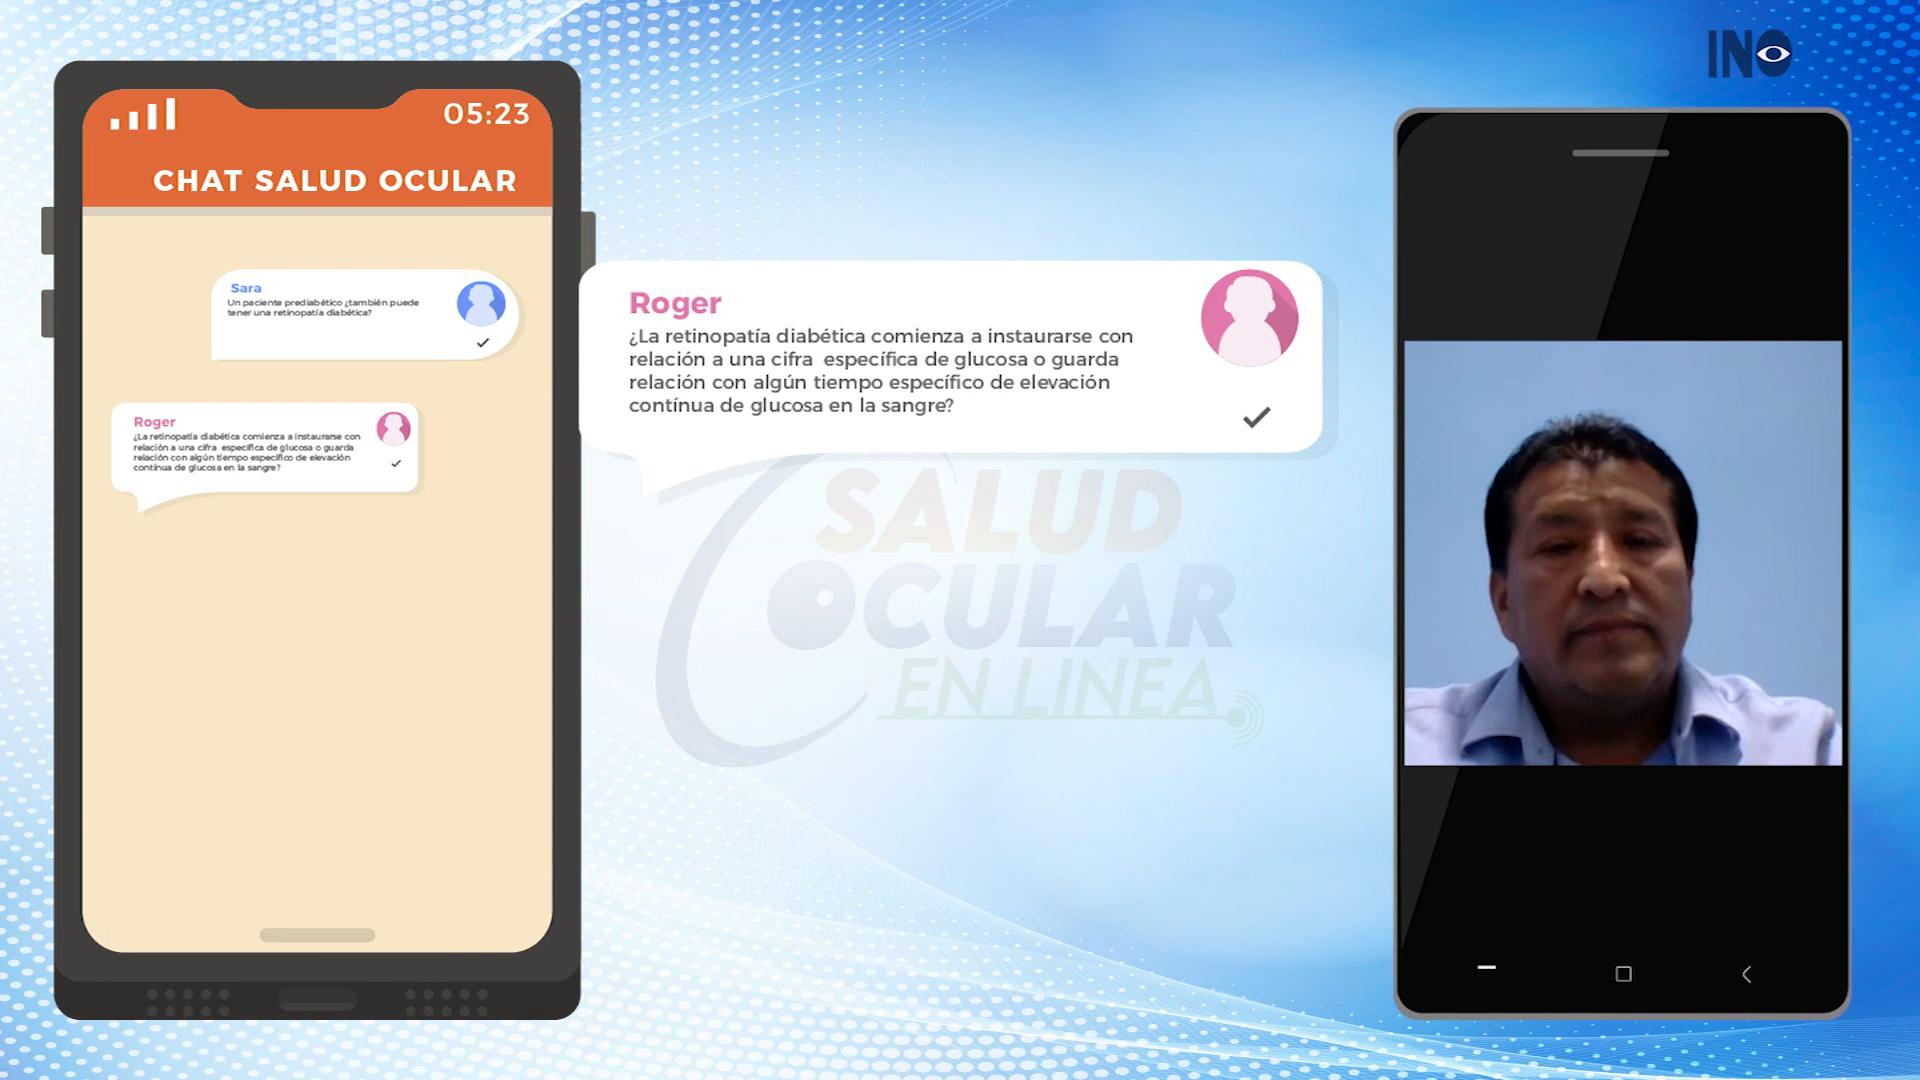 INO
05:23
CHAT SALUD OCULAR
Sara
Un paciente prediabético ¿también puede
tener una retinopatía diabética?
Roger
¿La retinopatía diabética comienza a instaurarse con
relación a una cifra específica de glucosa o guarda
relación con algún tiempo específico de elevación
contínua de glucosa en la sangre?
Roger
¿La retinopatía diabética comienza a instaurarse con
relación a una cifra específica de glucosa o guarda
relación con algún tiempo específico de elevación
contínua de glucosa en la sangre?
SALUD
OCULAR
EN LINEA